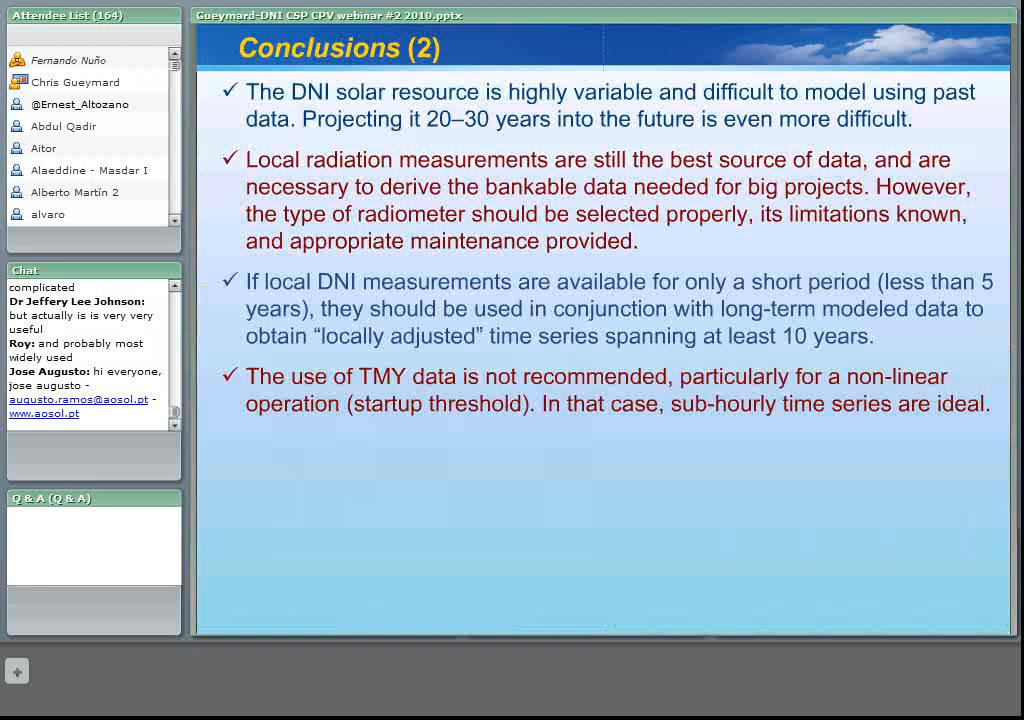 Attendee List (164)
Fernando Nuño
Chris Gueymard
@Ernest_Altozano
Abdul Qadir
Aitor
Alaeddine - Masdar I
Alberto Martín 2
alvaro
Chat
complicated
Dr Jeffery Lee Johnson:
but actually is is very very
useful
Roy: and probably most
widely used
Jose Augusto: hi everyone,
jose augusto -
augusto.ramos@aosol.pt -
www.aosol.pt
Q & A (Q & A)
Gueymard-DNI CSP CPV webinar #2 2010.pptx
Conclusions (2)
✓ The DNI solar resource is highly variable and difficult to model using past
data. Projecting it 20–30 years into the future is even more difficult.
✓ Local radiation measurements are still the best source of data, and are
necessary to derive the bankable data needed for big projects. However,
the type of radiometer should be selected properly, its limitations known,
and appropriate maintenance provided.
✓ If local DNI measurements are available for only a short period (less than 5
years), they should be used in conjunction with long-term modeled data to
obtain “locally adjusted” time series spanning at least 10 years.
✓ The use of TMY data is not recommended, particularly for a non-linear
operation (startup threshold). In that case, sub-hourly time series are ideal.